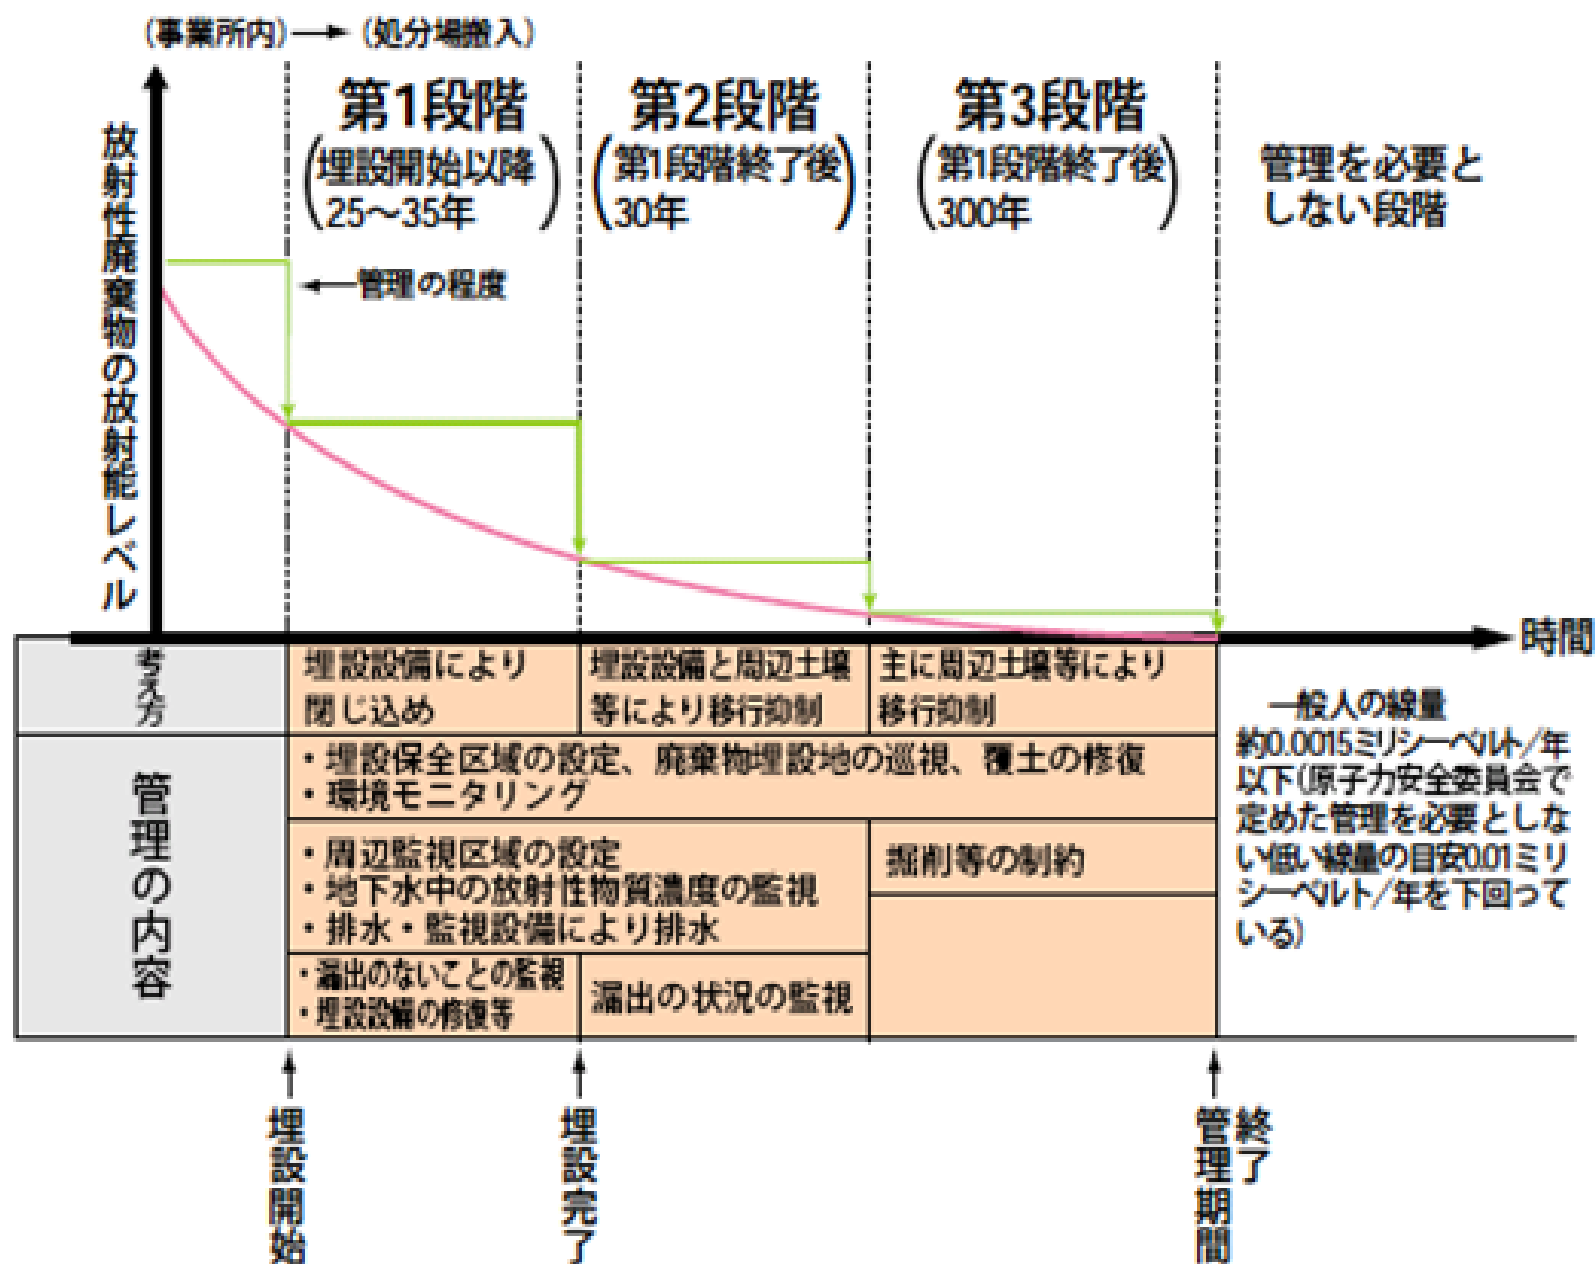 (事業所内)→(処分場搬入)
第1段階
(埋設開始以降
25～35年)
第2段階
(第1段階終了後
30年)
第3段階
(第1段階終了後
300年)
管理を必要と
しない段階
放射性廃棄物の放射能レベル
←管理の程度
時間
考え方
埋設設備により
閉じ込め
埋設設備と周辺土壌
等により移行抑制
主に周辺土壌等により
移行抑制
管理の内容
・埋設保全区域の設定、廃棄物埋設地の巡視、覆土の修復
・環境モニタリング
・周辺監視区域の設定
・地下水中の放射性物質濃度の監視
・排水・監視設備により排水
掘削等の制約
・漏出のないことの監視
・埋設設備の修復等
漏出の状況の監視
一般人の線量
約0.0015ミリシーベルト/年
以下(原子力安全委員会で
定めた管理を必要としな
い低い線量の目安0.01ミリ
シーベルト/年を下回って
いる)
埋設開始
埋設完了
管理期間
終了